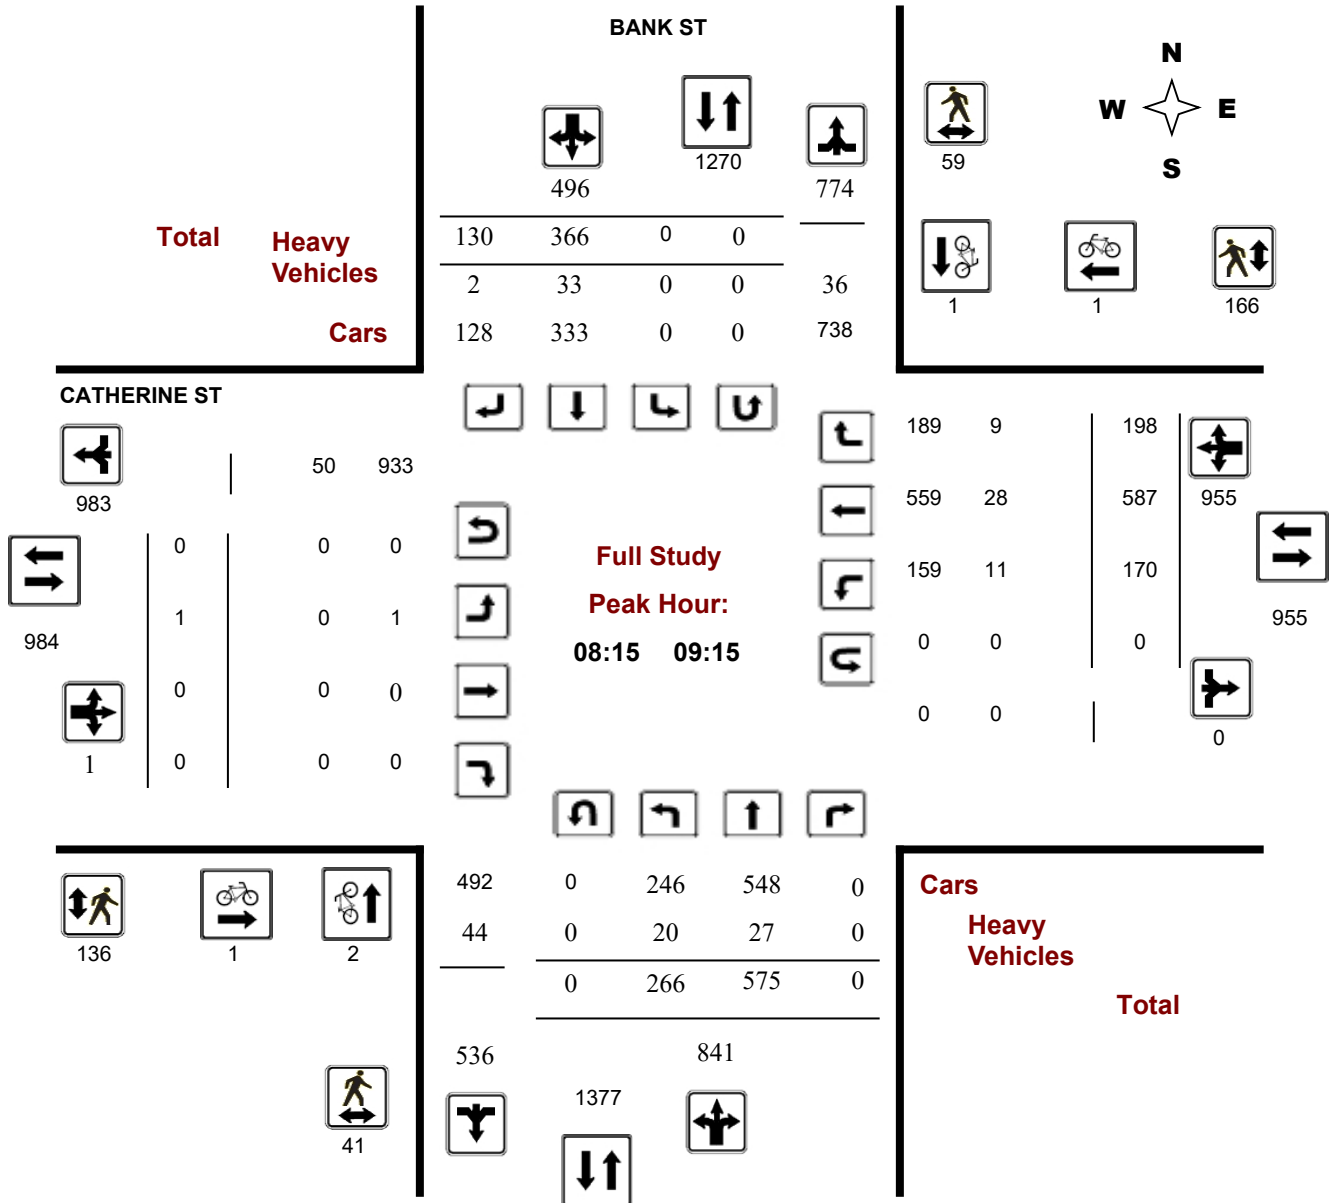 BANK ST
N
W E
S
1270
59
496
774
Total Heavy Vehicles
130 366 0 0
2 33 0 0 36
1 1 166
Cars
128 333 0 0 738
CATHERINE ST
189 9 198
50 933
983
559 28 587 955
0 0 0
Full Study
159 11 170
Peak Hour:
1 0 1
955
984
08:15 09:15
0 0 0
0 0 0
0 0
0
1
0 0 0
492 0 246 548 0
Cars
44 0 20 27 0
Heavy
Vehicles
136 1 2
0 266 575 0
Total
536 841
1377
41